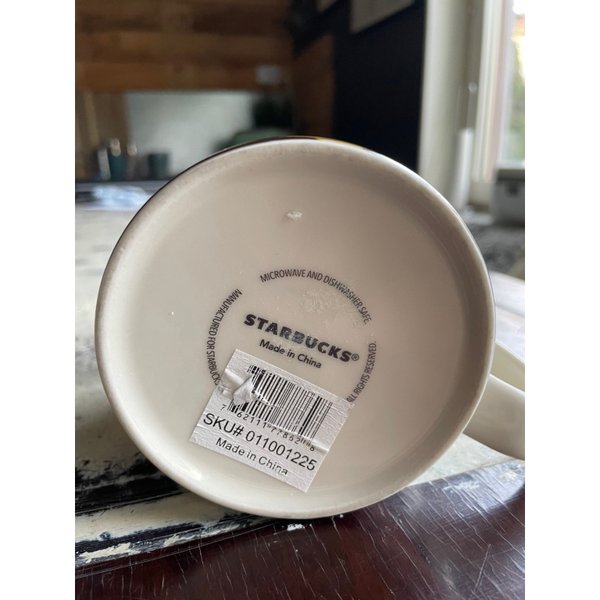 MICROWAVE AND DISHWASHER SAFE.
MANUFACTURED FOR STARBUCKS
ALL RIGHTS RESERVED.
STARBUCKS®
Made in China
SKU# 011001225
Made in China